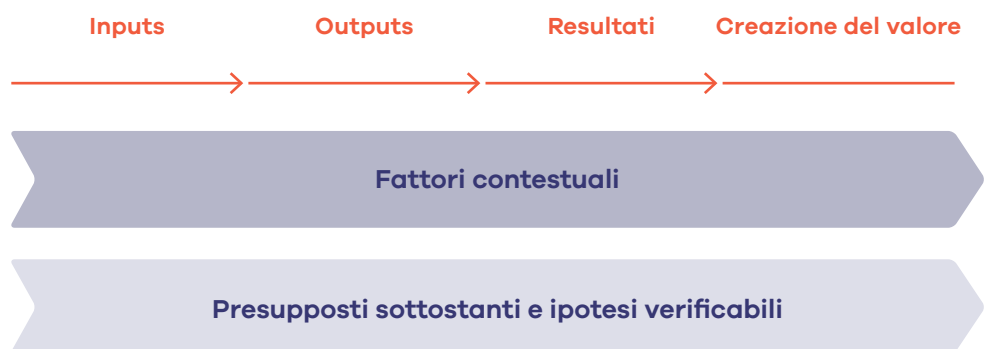 Inputs Outputs Resultati Creazione del valore
Fattori contestuali
Presupposti sottostanti e ipotesi verificabili